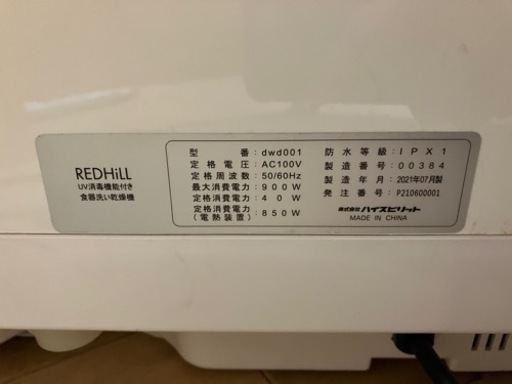 REDHiLL
UV消毒機能付き
食器洗い乾燥機
型番:dwd001
定格電圧:AC100V
定格周波数:50/60Hz
最大消費電力:900W
定格消費電力:40W
定格消費電力:850W
(電熱装置)
防水等級:IPX1
製造番号:00384
製造年月:2021年07月製
発注番号:P210600001
株式会社ハイスピリット
MADE IN CHINA